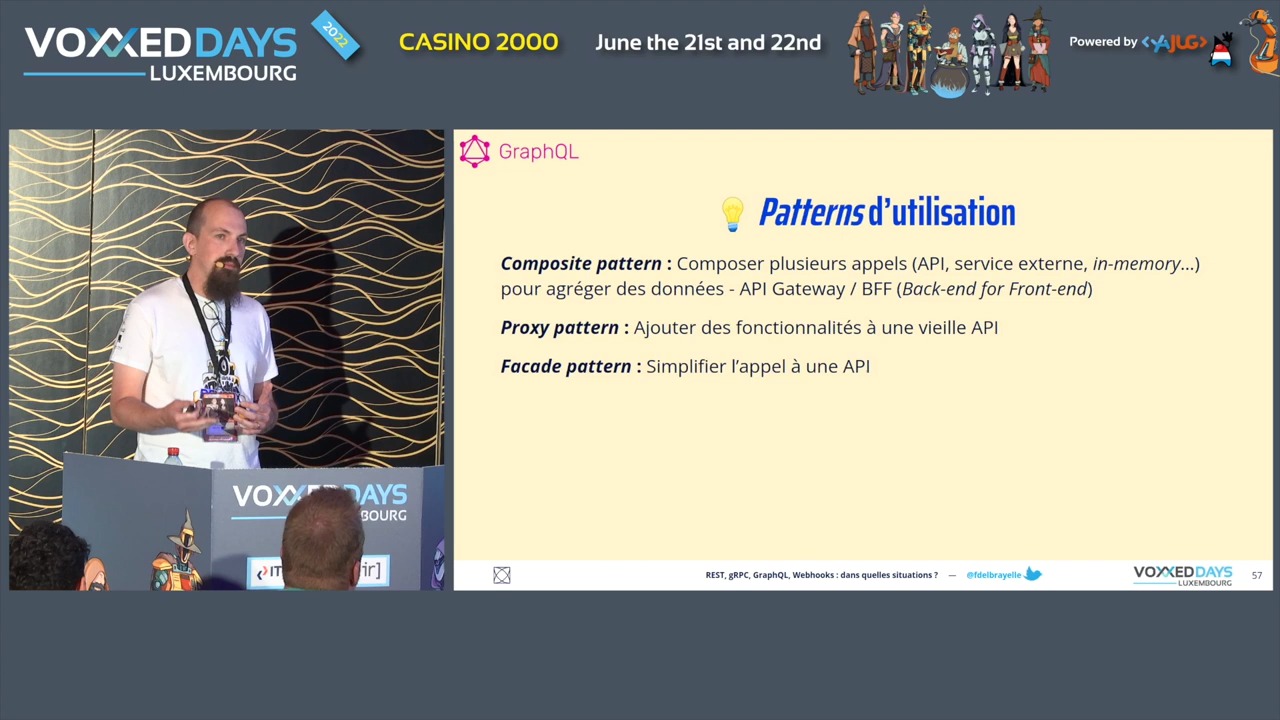 VOXXED DAYS
LUXEMBOURG
2022
CASINO 2000
June the 21st and 22nd
Powered by <YAJUG>
GraphQL
Patterns d’utilisation
Composite pattern : Composer plusieurs appels (API, service externe, in-memory…)
pour agréger des données - API Gateway / BFF (Back-end for Front-end)
Proxy pattern : Ajouter des fonctionnalités à une vieille API
Facade pattern : Simplifier l’appel à une API
REST, gRPC, GraphQL, Webhooks : dans quelles situations ? — @fdelbrayelle
VOXXED DAYS
LUXEMBOURG
57